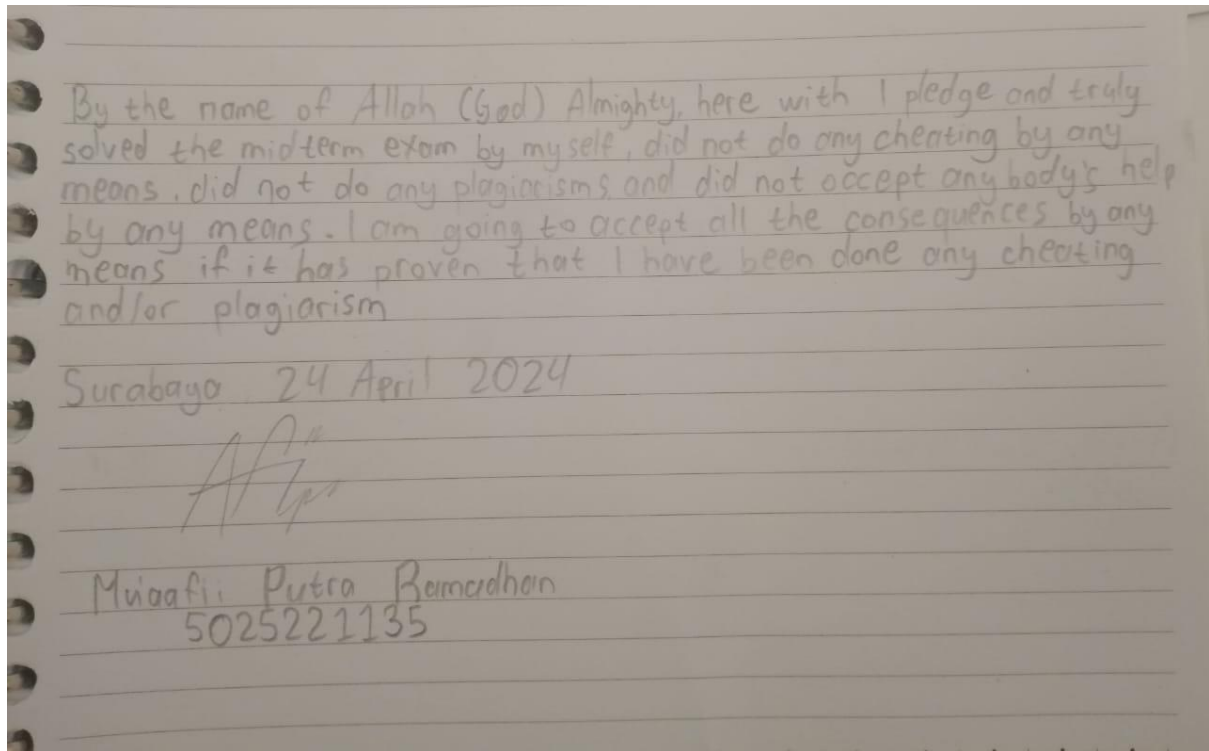 By the name of Allah (God) Almighty, here with I pledge and truly
solved the midterm exam by myself, did not do any cheating by any
means, did not do any plagiarisms, and did not accept anybody's help
by any means. I am going to accept all the consequences by any
means if it has proven that I have been done any cheating
and/or plagiarism
Surabaya 24 April 2024
Putra Ramadhan
5025221135